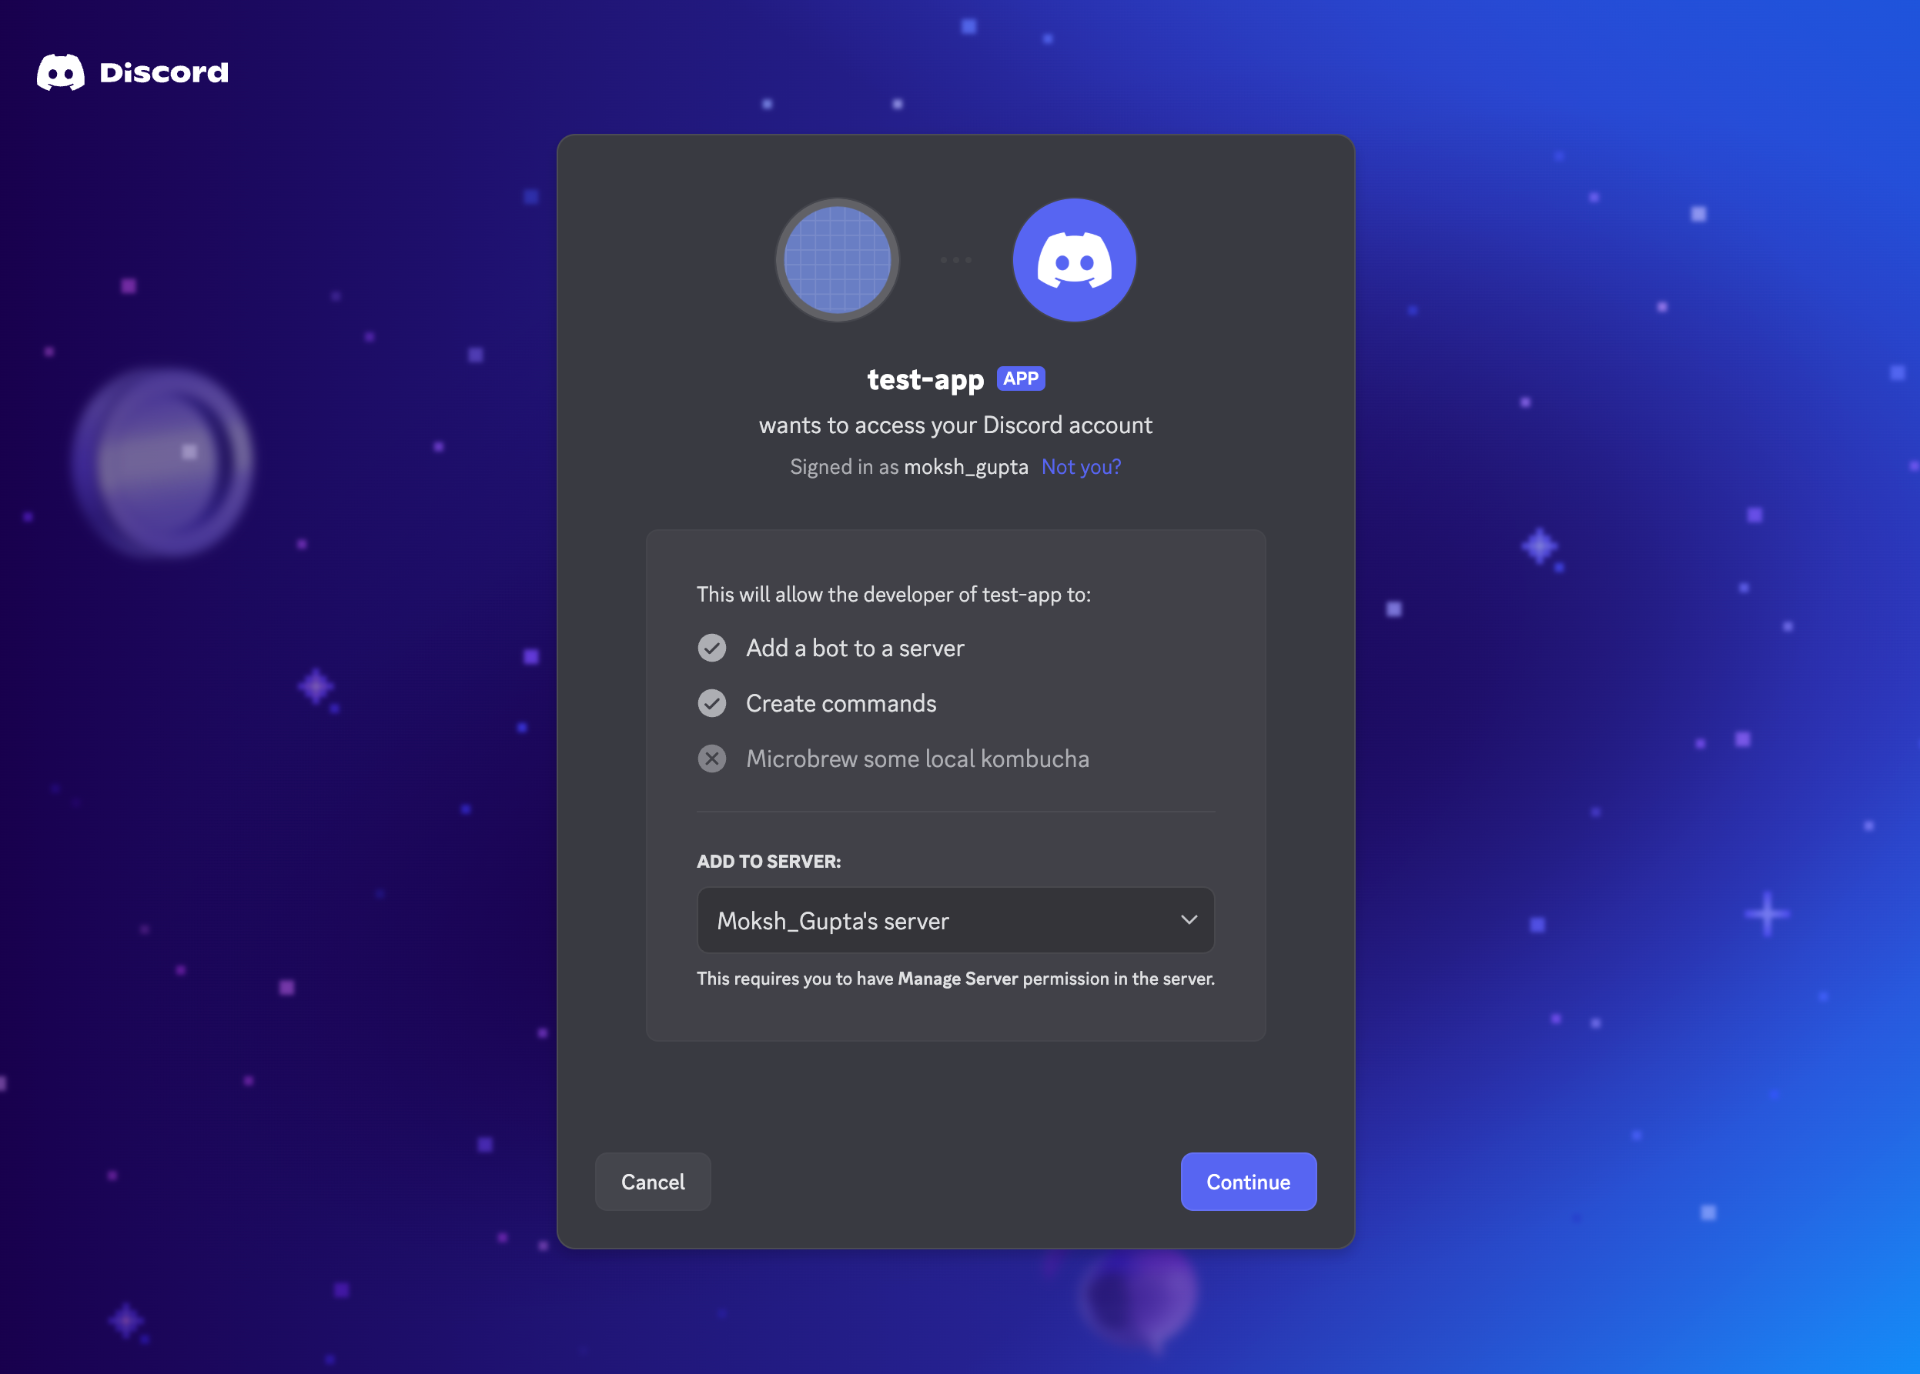 Discord
test-app APP
wants to access your Discord account
Signed in as moksh_gupta Not you?
This will allow the developer of test-app to:
Add a bot to a server
Create commands
Microbrew some local kombucha
ADD TO SERVER:
Moksh_Gupta's server
This requires you to have Manage Server permission in the server.
Cancel
Continue